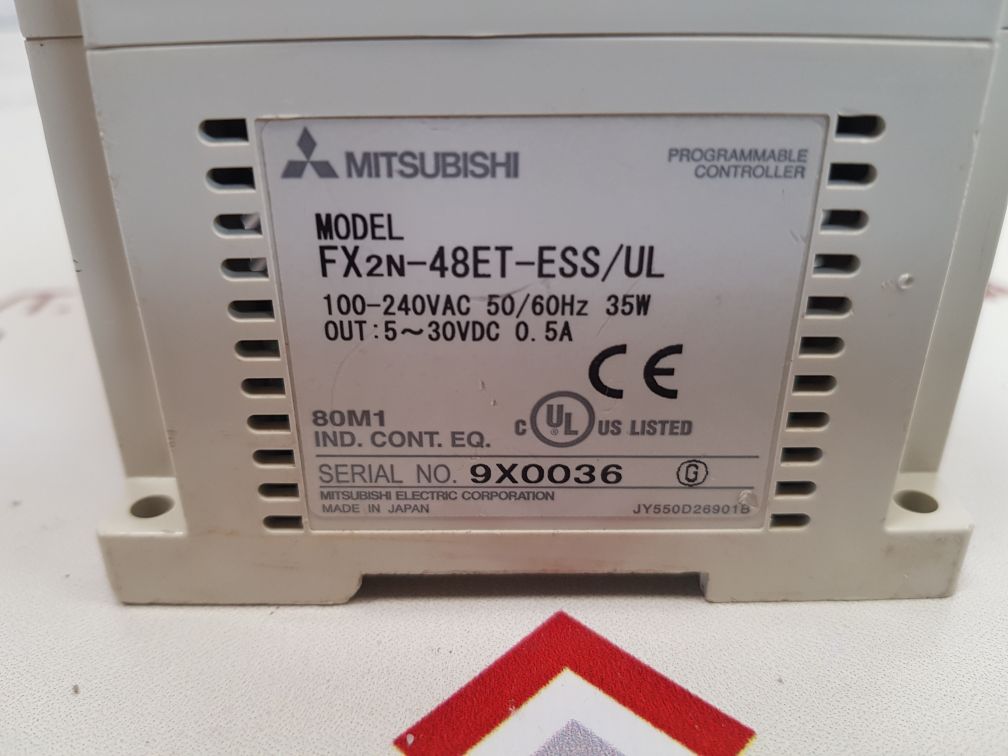 MITSUBISHI
PROGRAMMABLE
CONTROLLER
MODEL
FX2N-48ET-ESS/UL
100-240VAC 50/60Hz 35W
OUT:5~30VDC 0.5A
CE
80M1
IND. CONT. EQ.
C UL ® US LISTED
SERIAL NO. 9X0036 G
MITSUBISHI ELECTRIC CORPORATION
MADE IN JAPAN
JY550D26901B